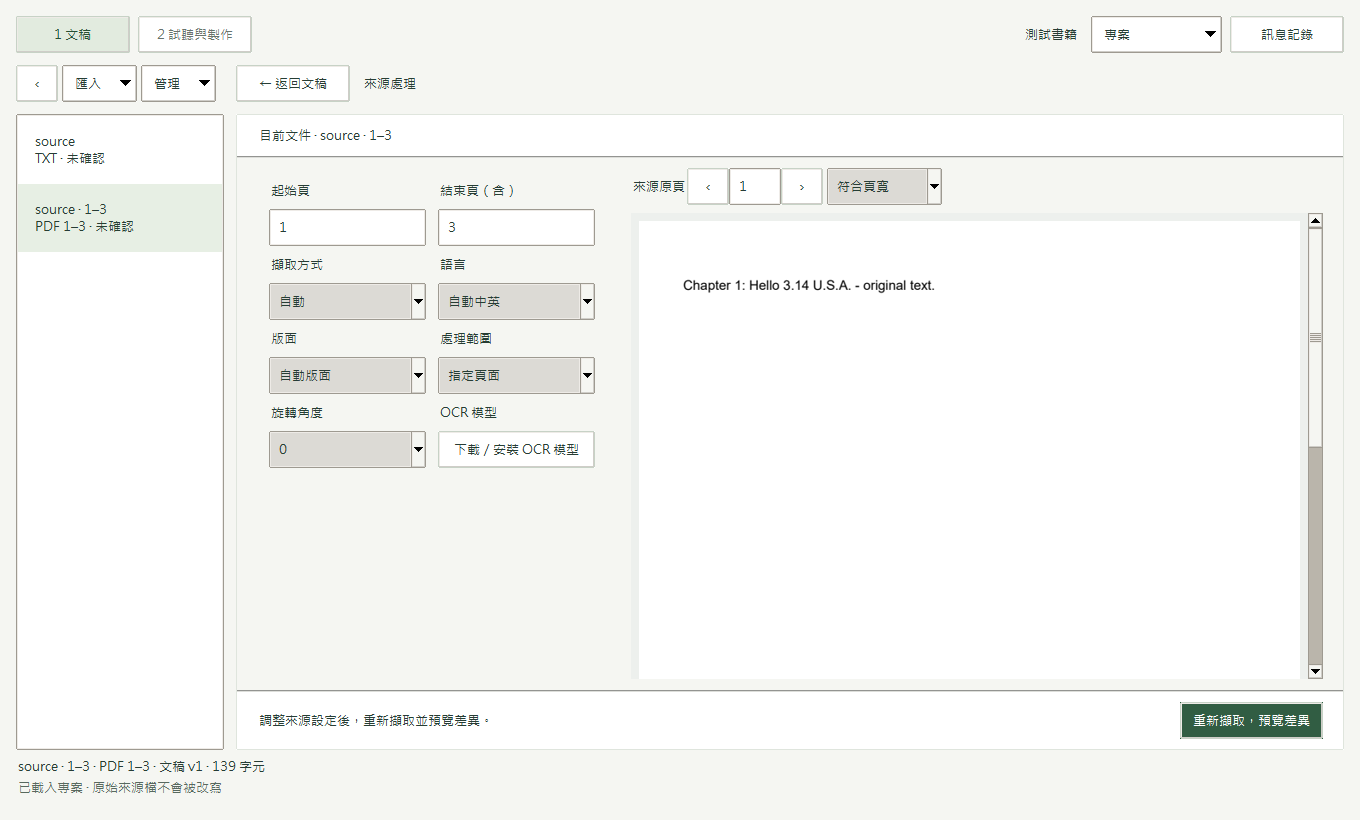 1 文稿
2 試聽與製作
測試書籍
專案
訊息記錄
‹
匯入
管理
← 返回文稿
來源處理
source
TXT · 未確認
source · 1–3
PDF 1–3 · 未確認
目前文件 · source · 1–3
起始頁
結束頁（含）
1
3
擷取方式
語言
自動
自動中英
版面
處理範圍
自動版面
指定頁面
旋轉角度
OCR 模型
0
下載 / 安裝 OCR 模型
來源原頁
‹
1
›
符合頁寬
Chapter 1: Hello 3.14 U.S.A. - original text.
調整來源設定後，重新擷取並預覽差異。
重新擷取，預覽差異
source · 1–3 · PDF 1–3 · 文稿 v1 · 139 字元
已載入專案 · 原始來源檔不會被改寫